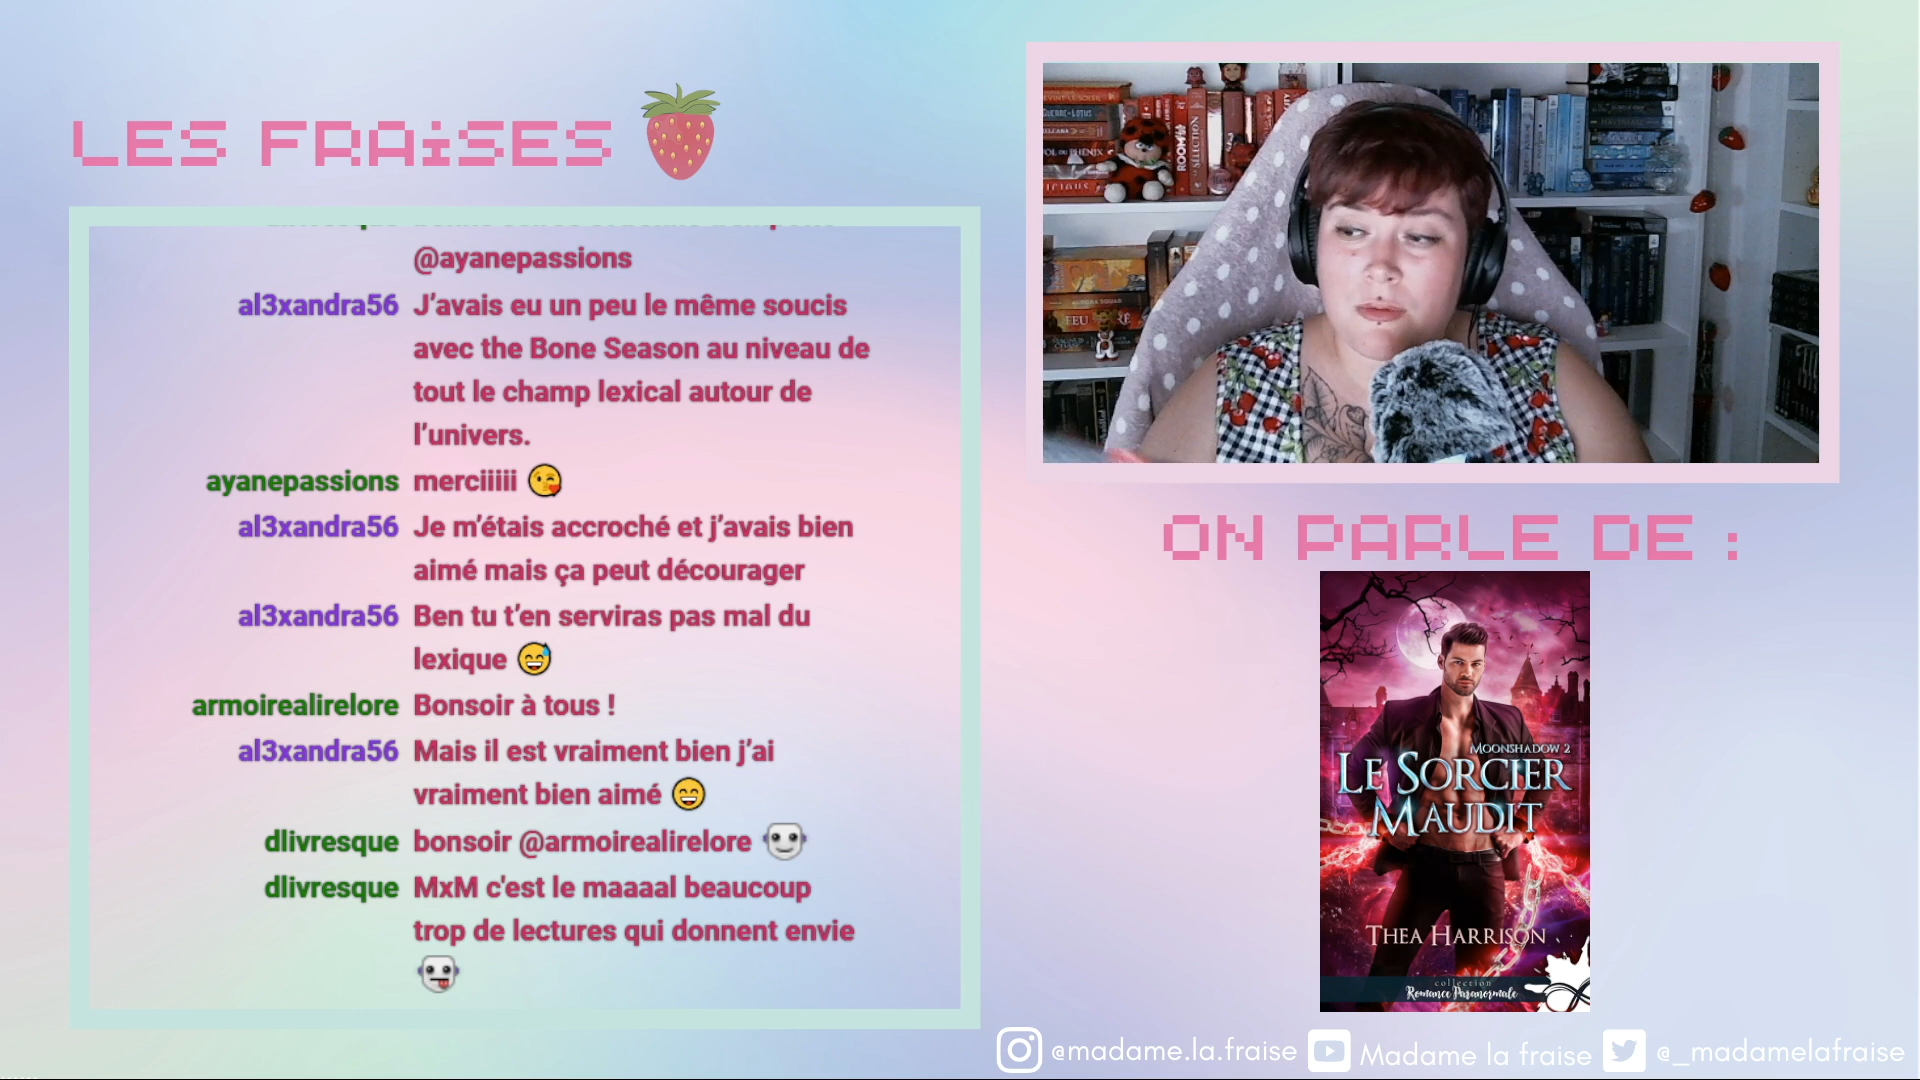 LES FRAISES
@ayanepassions
al3xandra56 J’avais eu un peu le même soucis
avec the Bone Season au niveau de
tout le champ lexical autour de
l’univers.
ayanepassions merciiiii
al3xandra56 Je m’étais accroché et j’avais bien
aimé mais ça peut décourager
al3xandra56 Ben tu t’en serviras pas mal du
lexique
armoirealirelore Bonsoir à tous !
al3xandra56 Mais il est vraiment bien j’ai
vraiment bien aimé
dlivresque bonsoir @armoirealirelore
dlivresque MxM c'est le maaaal beaucoup
trop de lectures qui donnent envie
ROOM
SÉLECTION
ON PARLE DE :
MOONSHADOW 2
LE SORCIER
MAUDIT
THEA HARRISON
collection
Romance Paranormale
@madame.la.fraise
Madame la fraise
@_madamelafraise